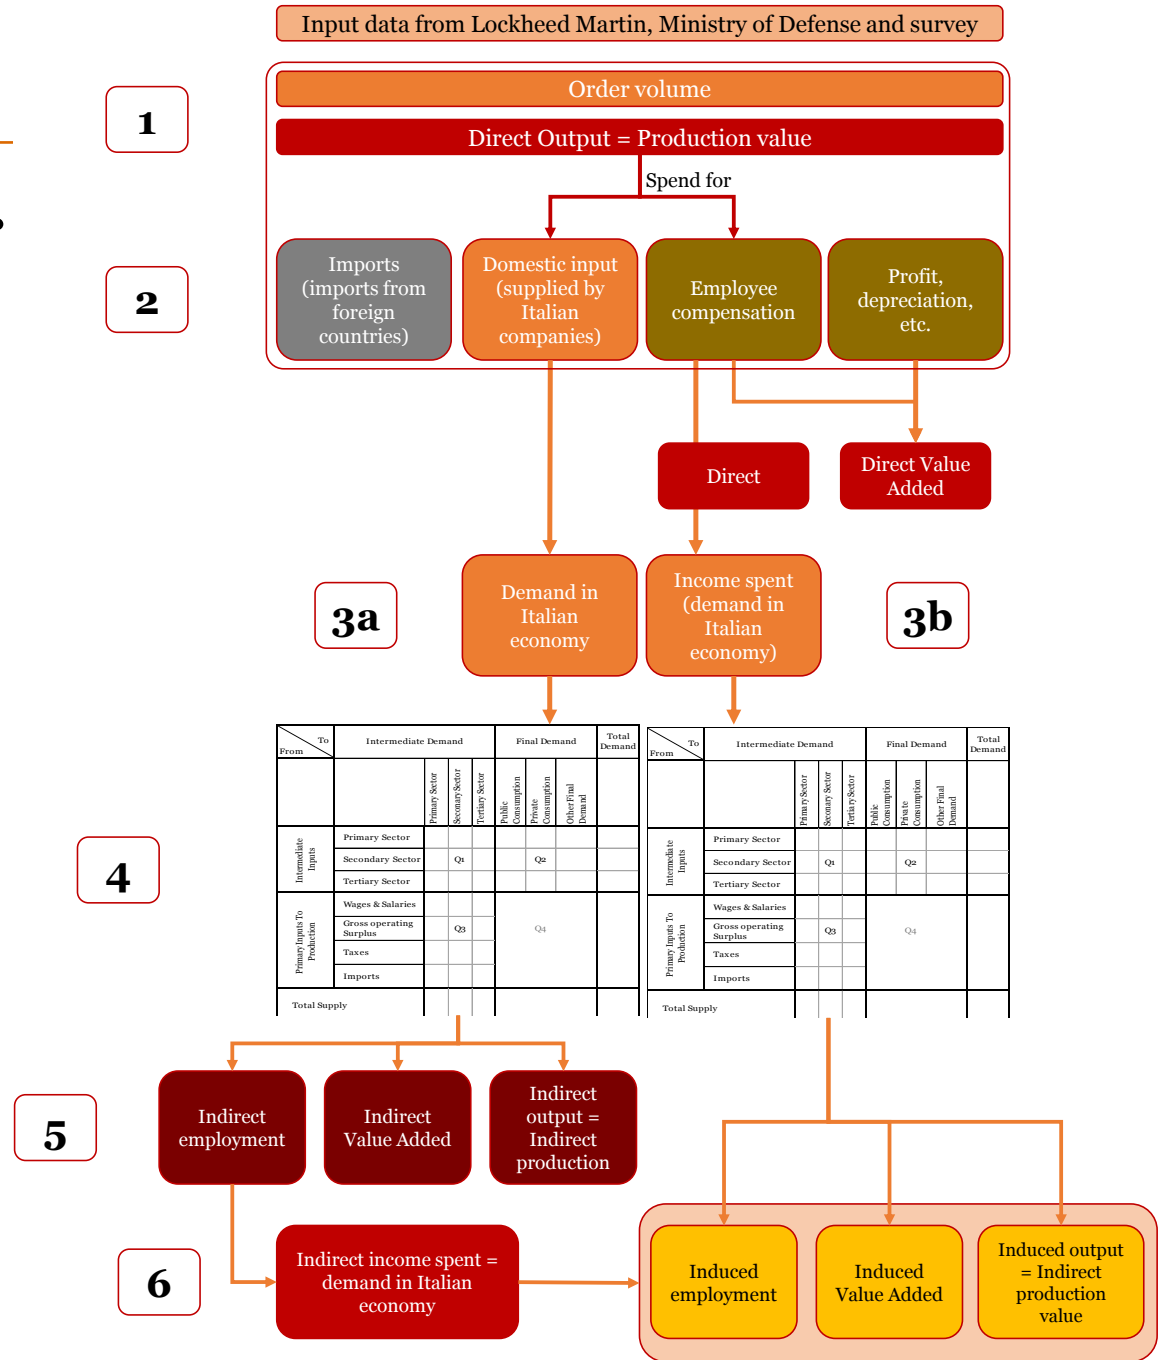 Input data from Lockheed Martin, Ministry of Defense and survey
Order volume
1
Direct Output = Production value
Spend for
2
Imports
(imports from
foreign
countries)
Domestic input
(supplied by
Italian
companies)
Employee
compensation
Profit,
depreciation,
etc.
Direct
Direct Value
Added
3a
Demand in
Italian
economy
Income spent
(demand in
Italian
economy)
3b
4
To
From
Intermediate Demand
Final Demand
Total
Demand
Primary Sector
Seconary Sector
Tertiary Sector
Public
Consumption
Private
Consumption
Other Final
Demand
Intermediate
Inputs
Primary Sector
Secondary Sector
Q1
Q2
Tertiary Sector
Primary Inputs To
Production
Wages & Salaries
Gross operating
Surplus
Q3
Q4
Taxes
Imports
Total Supply
To
From
Intermediate Demand
Final Demand
Total
Demand
Primary Sector
Seconary Sector
Tertiary Sector
Public
Consumption
Private
Consumption
Other Final
Demand
Intermediate
Inputs
Primary Sector
Secondary Sector
Q1
Q2
Tertiary Sector
Primary Inputs To
Production
Wages & Salaries
Gross operating
Surplus
Q3
Q4
Taxes
Imports
Total Supply
5
Indirect
employment
Indirect
Value Added
Indirect
output =
Indirect
production
6
Indirect income spent =
demand in Italian
economy
Induced
employment
Induced
Value Added
Induced output
= Indirect
production
value